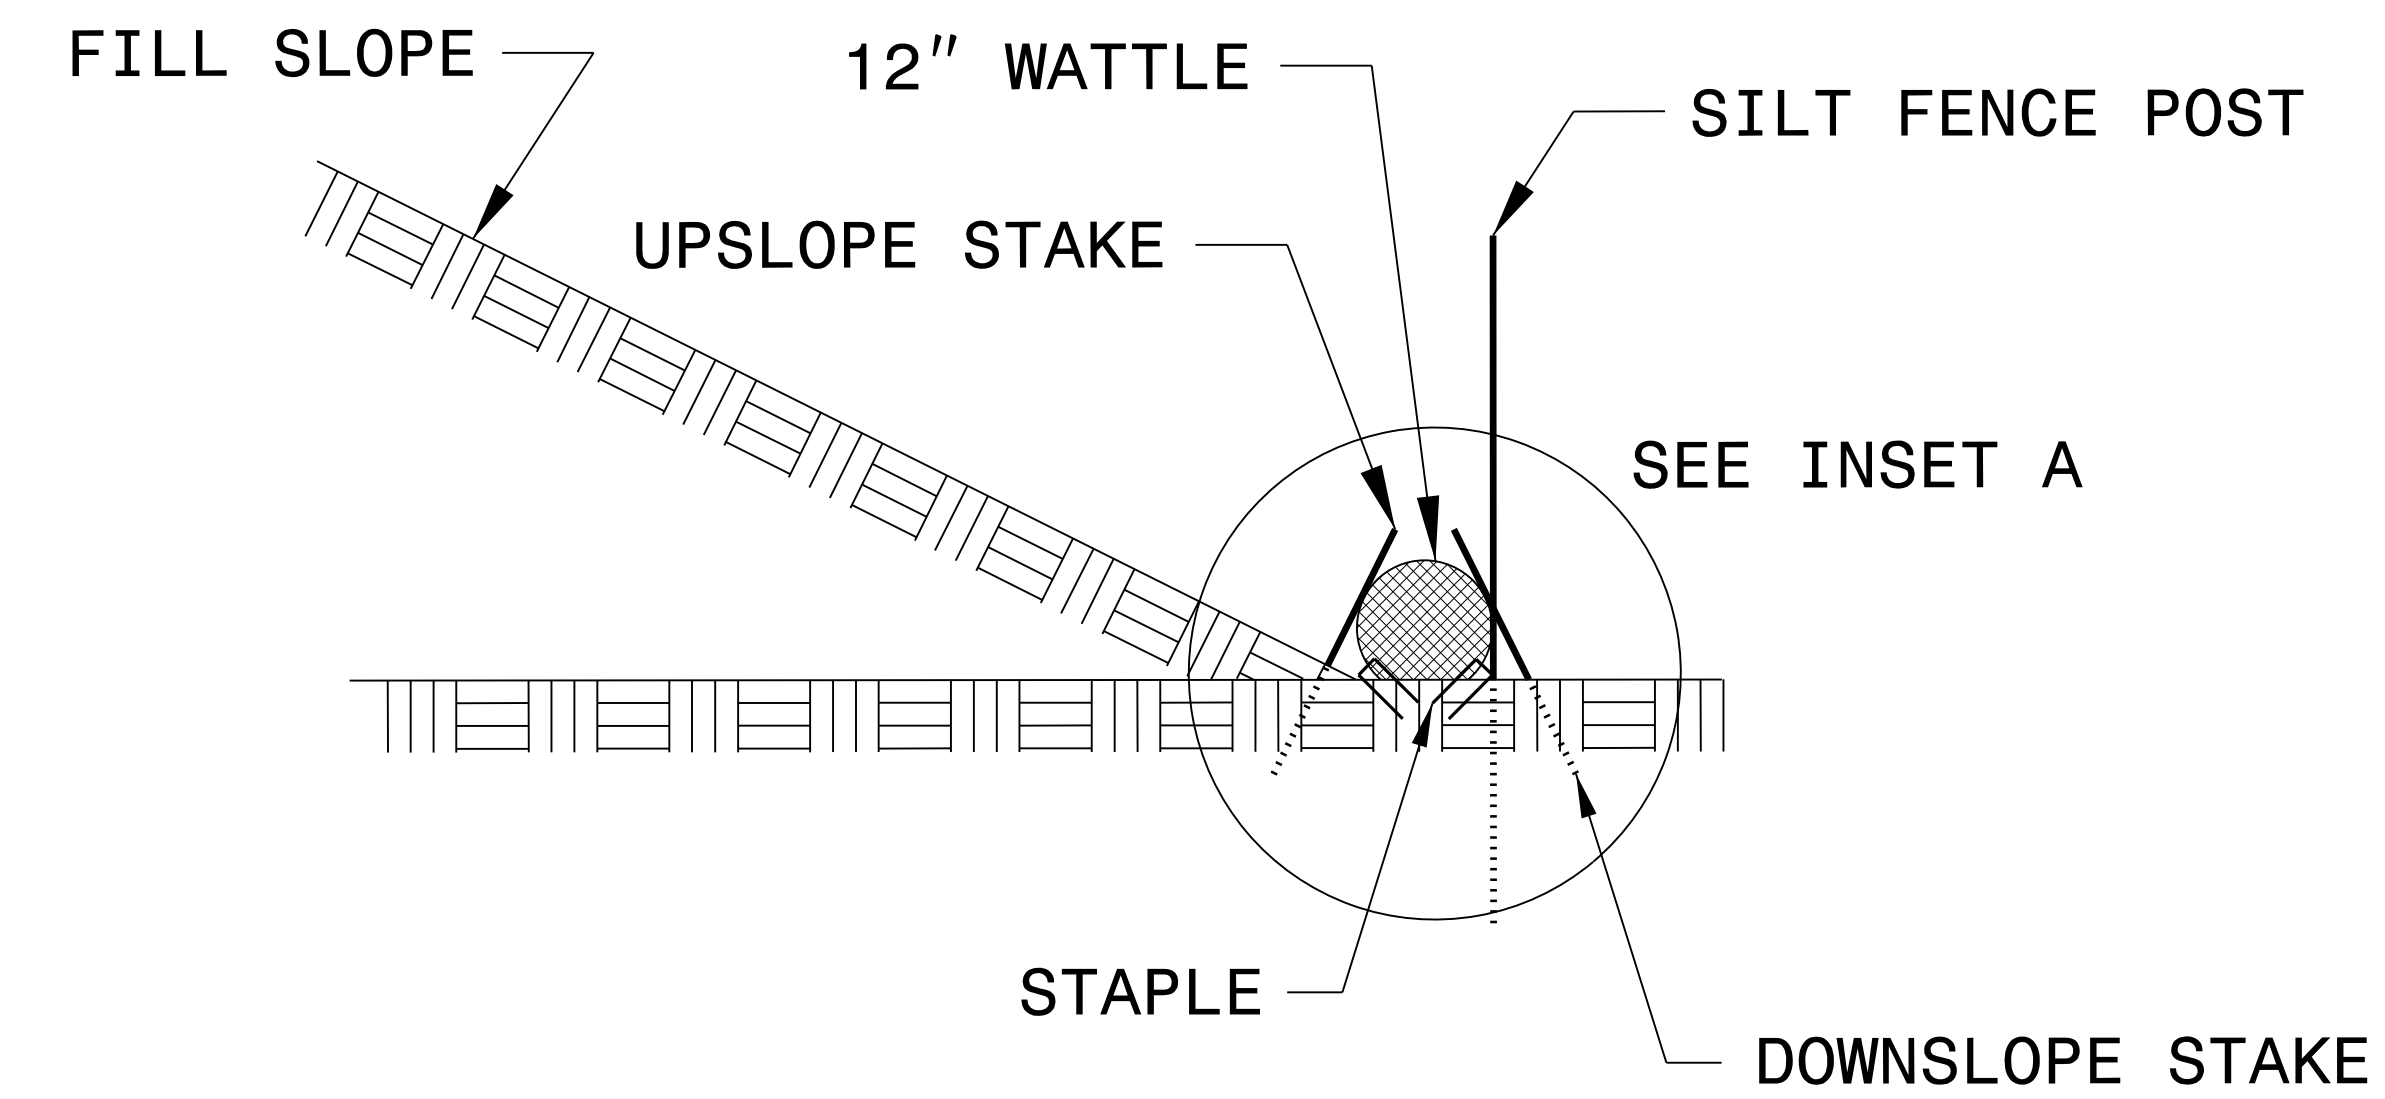 FILL SLOPE
12" WATTLE
SILT FENCE POST
UPSLOPE STAKE
SEE INSET A
STAPLE
DOWNSLOPE STAKE